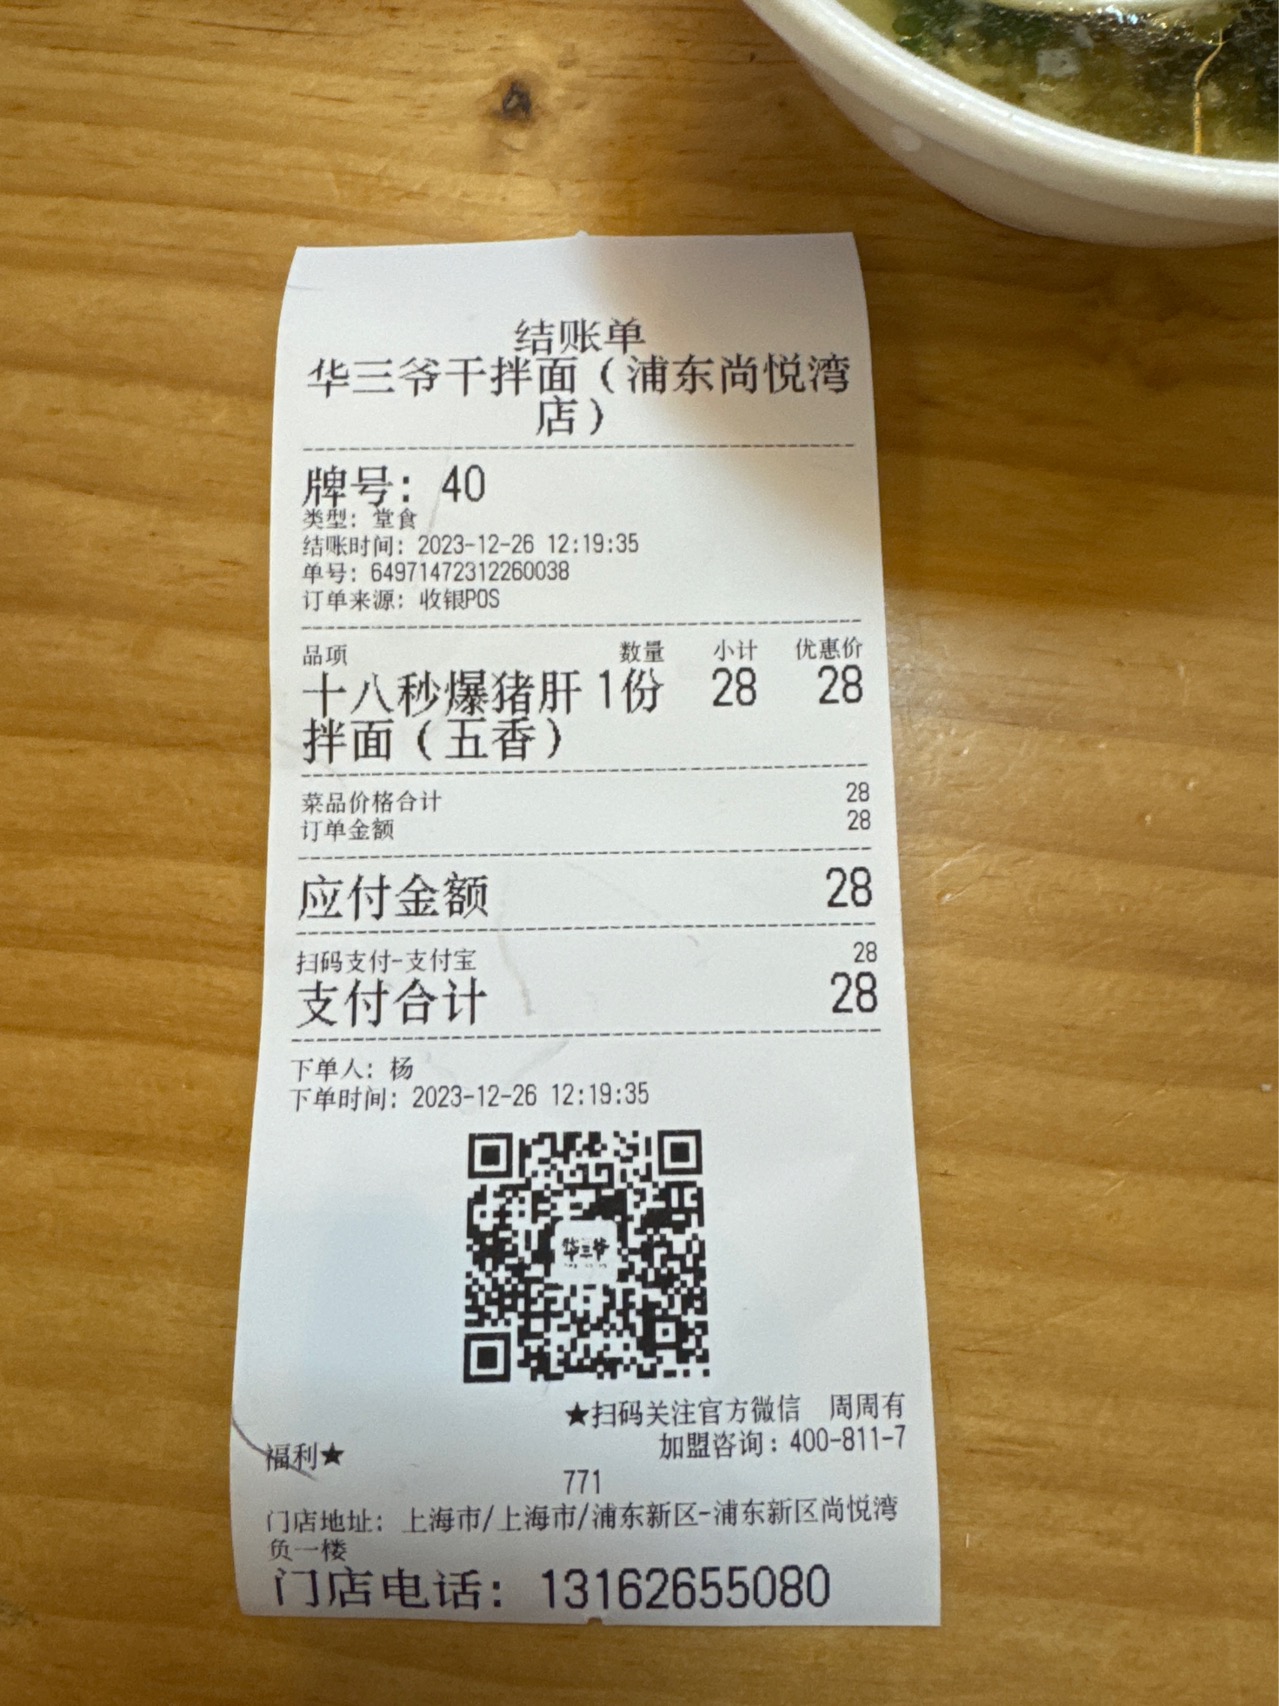 结账单
华三爷干拌面（浦东尚悦湾
店）
牌号：40
类型：堂食
结账时间：2023-12-26 12:19:35
单号：64971472312260038
订单来源：收银POS
品项 数量 小计 优惠价
十八秒爆猪肝 1份 28 28
拌面（五香）
菜品价格合计 28
订单金额 28
应付金额 28
扫码支付-支付宝 28
支付合计 28
下单人：杨
下单时间：2023-12-26 12:19:35
华三爷
★扫码关注官方微信 周周有
福利★ 加盟咨询：400-811-7
771
门店地址：上海市/上海市/浦东新区-浦东新区尚悦湾
负一楼
门店电话：13162655080